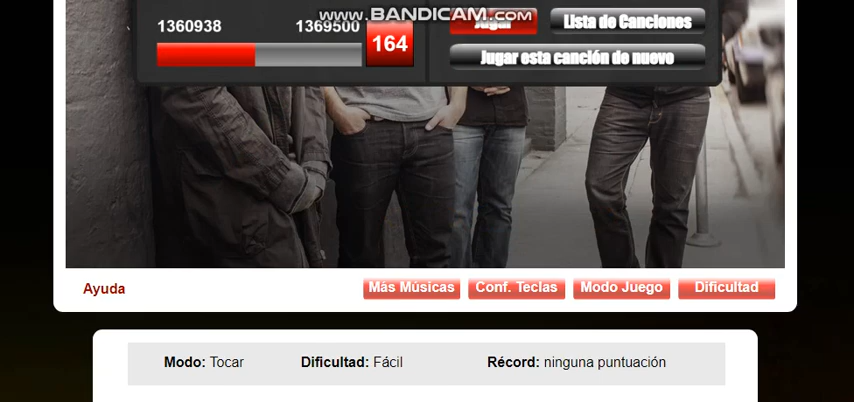 www.BANDICAM.com
1360938 1369500
164
Jugar Lista de Canciones
Jugar esta canción de nuevo
Ayuda Más Músicas Conf. Teclas Modo Juego Dificultad
Modo: Tocar Dificultad: Fácil Récord: ninguna puntuación